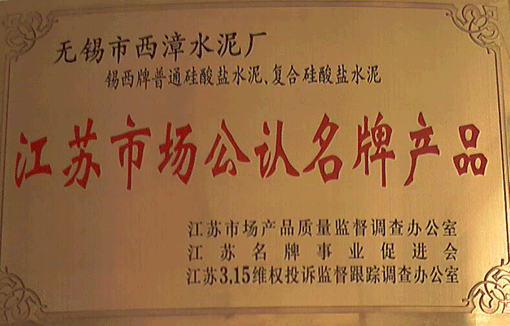 无锡市西漳水泥厂
锡西牌普通硅酸盐水泥、复合硅酸盐水泥
江苏市场公认名牌产品
江苏市场产品质量监督调查办公室
江苏名牌事业促进会
江苏3.15维权投诉监督跟踪调查办公室